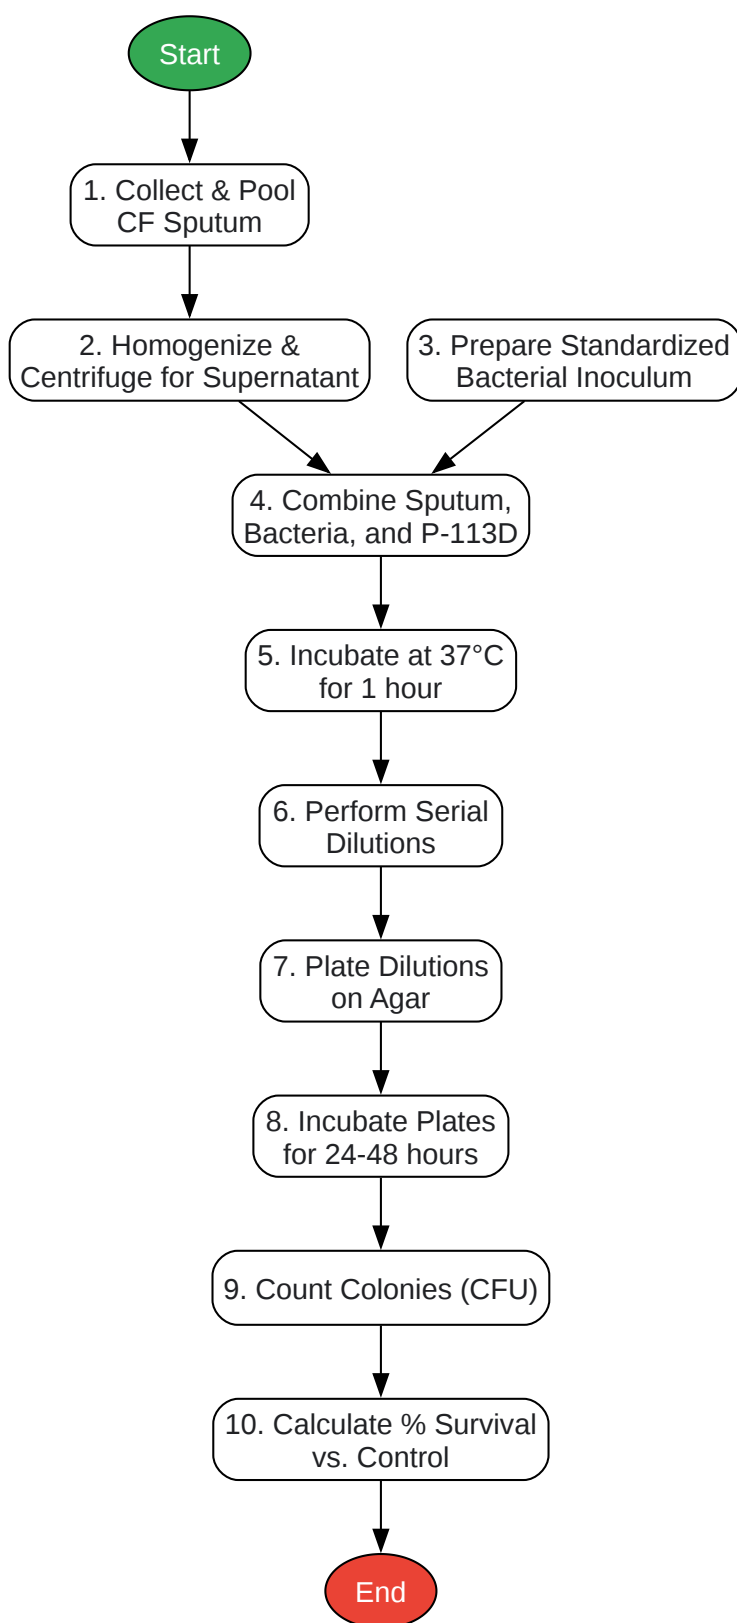 Start
1. Collect & Pool
CF Sputum
2. Homogenize &
Centrifuge for Supernatant
3. Prepare Standardized
Bacterial Inoculum
4. Combine Sputum,
Bacteria, and P-113D
5. Incubate at 37°C
for 1 hour
6. Perform Serial
Dilutions
7. Plate Dilutions
on Agar
8. Incubate Plates
for 24-48 hours
9. Count Colonies (CFU)
10. Calculate % Survival
vs. Control
End